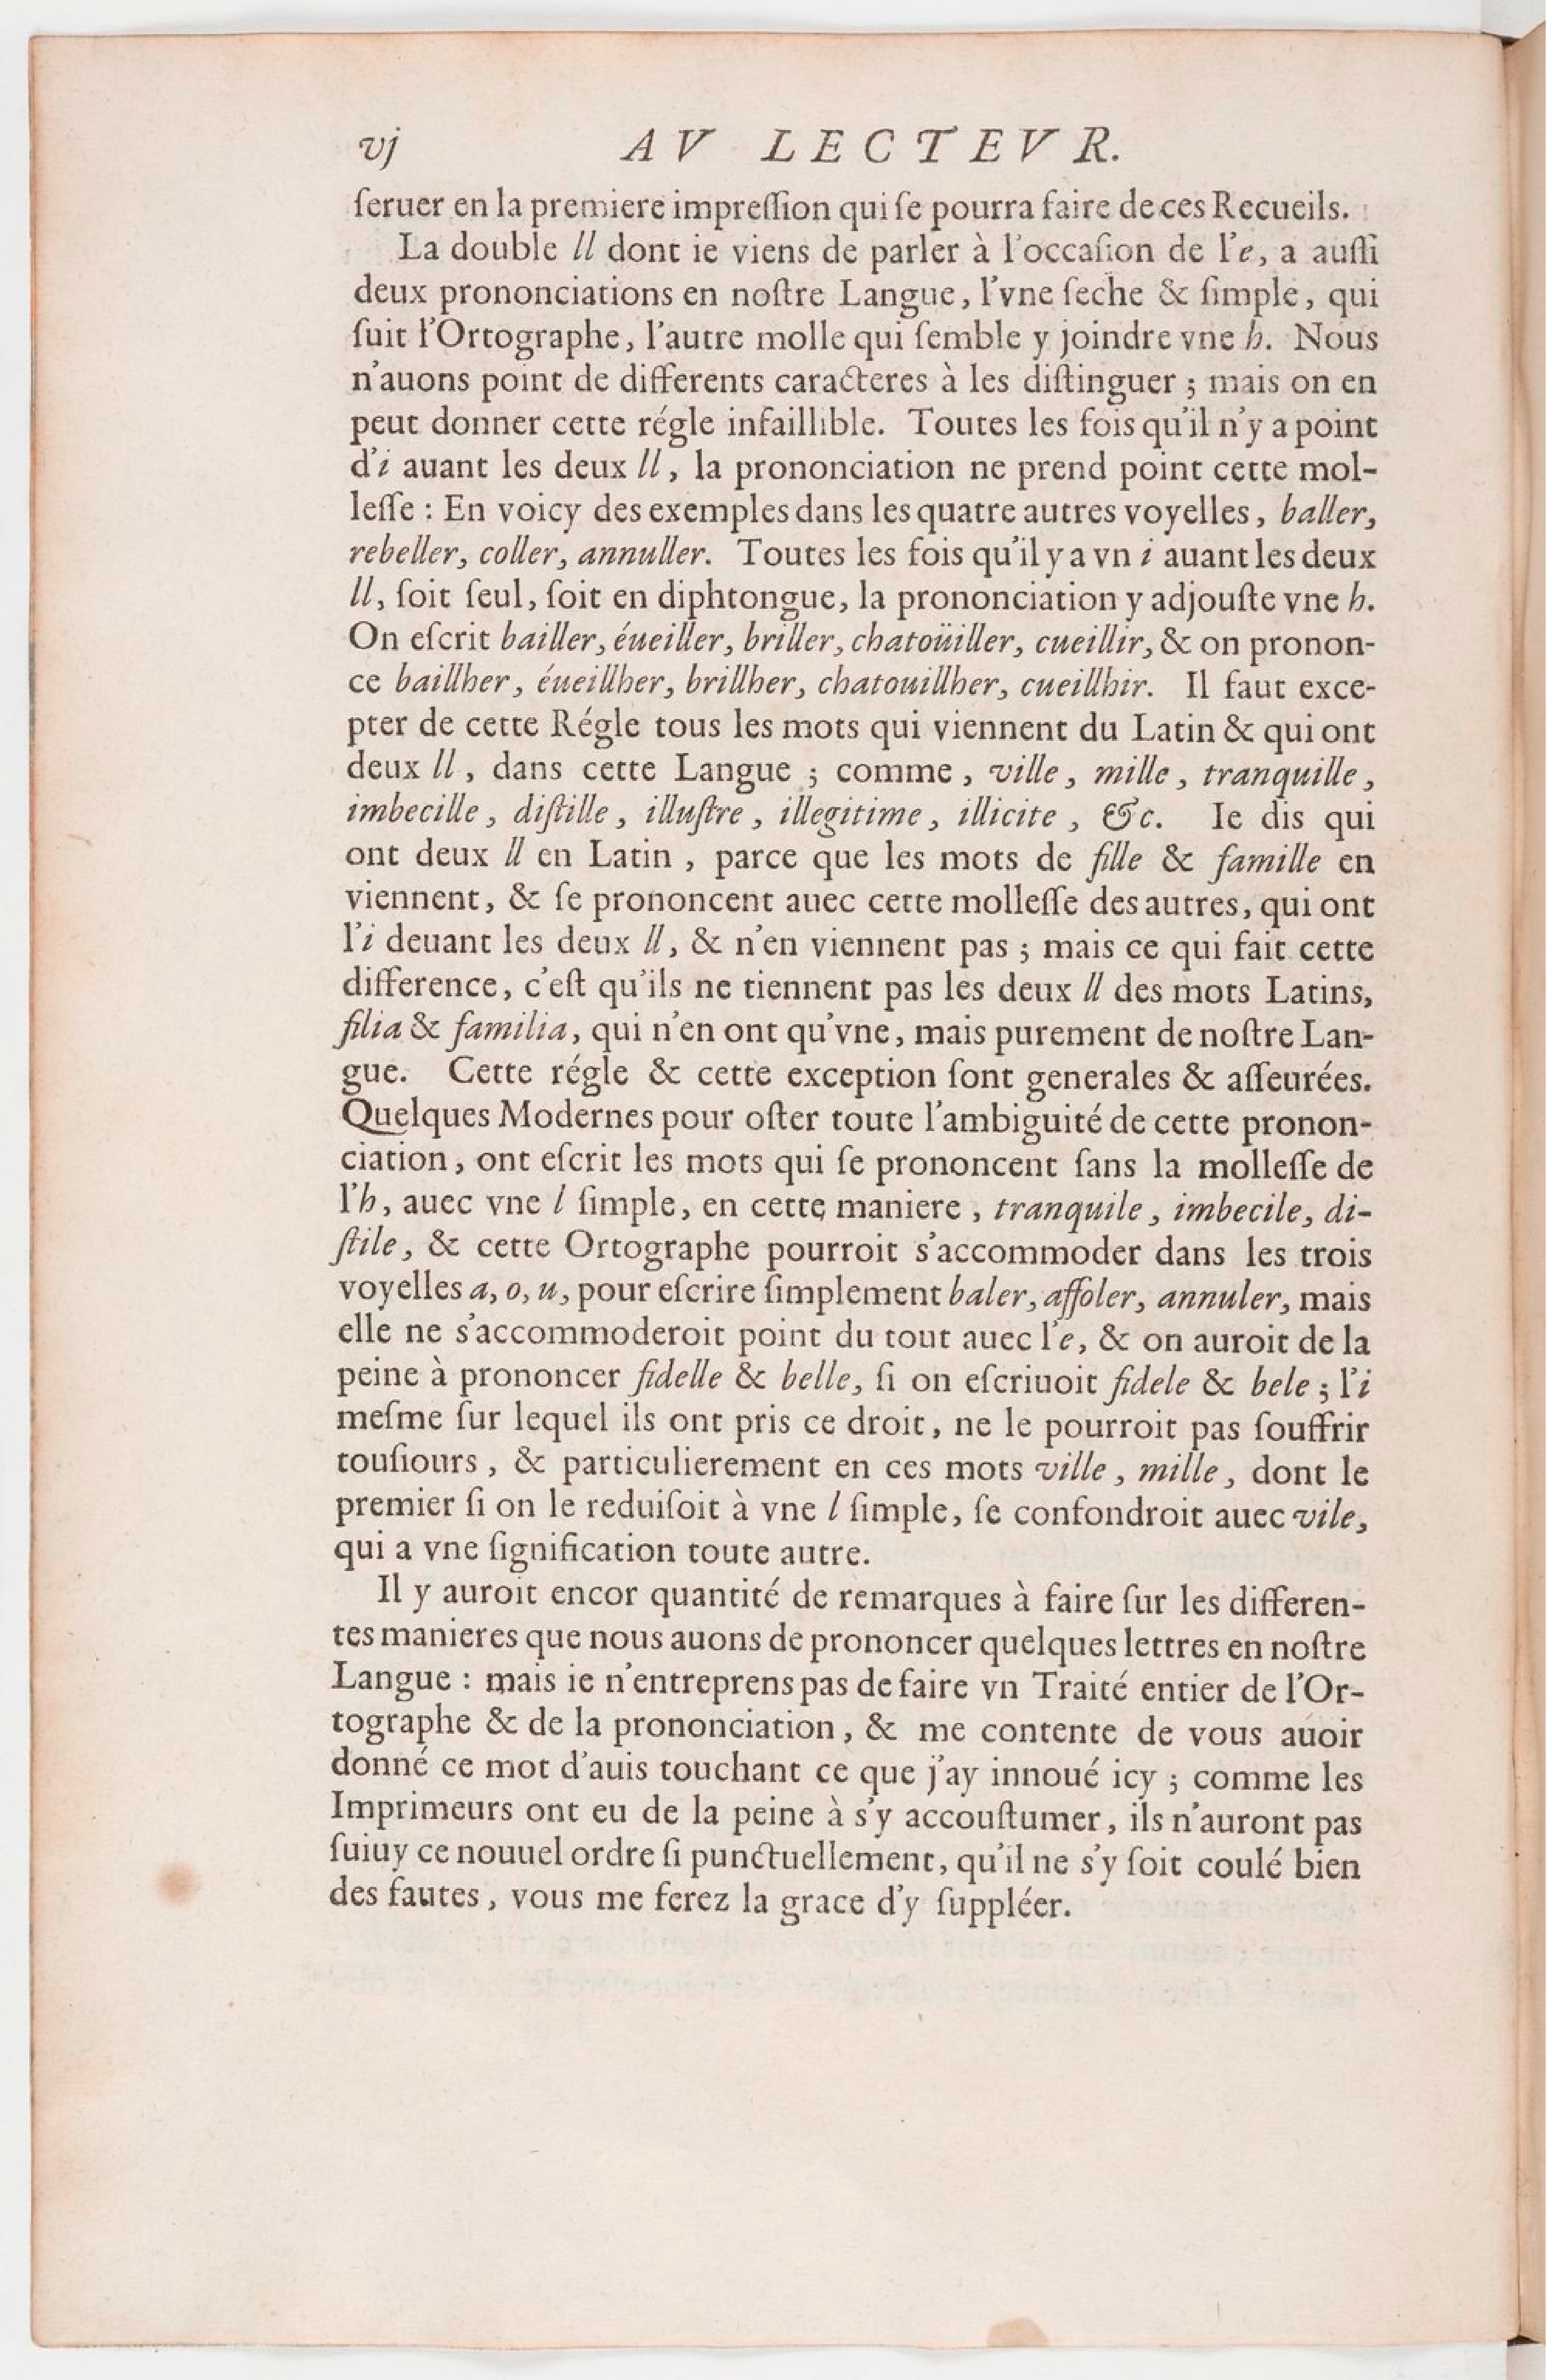 vj AV LECTEVR.
ſeruer en la premiere impreſſion qui ſe pourra faire de ces Recueils.
La double ll dont ie viens de parler à l'occaſion de l'e, a auſſi
deux prononciations en noſtre Langue, l'vne ſeche & ſimple, qui
ſuit l'Ortographe, l'autre molle qui ſemble y joindre vne h. Nous
n'auons point de differents caracteres à les diſtinguer ; mais on en
peut donner cette régle infaillible. Toutes les fois qu'il n'y a point
d'i auant les deux ll, la prononciation ne prend point cette mol-
leſſe : En voicy des exemples dans les quatre autres voyelles, baller,
rebeller, coller, annuller. Toutes les fois qu'il y a vn i auant les deux
ll, ſoit ſeul, ſoit en diphtongue, la prononciation y adjouſte vne h.
On eſcrit bailler, éueiller, briller, chatoüiller, cueillir, & on pronon-
ce baillher, éueillher, brillher, chatouillher, cueillhir. Il faut exce-
pter de cette Régle tous les mots qui viennent du Latin & qui ont
deux ll, dans cette Langue ; comme, ville, mille, tranquille,
imbecille, diſtille, illuſtre, illegitime, illicite, &c. Ie dis qui
ont deux ll en Latin, parce que les mots de fille & famille en
viennent, & ſe prononcent auec cette molleſſe des autres, qui ont
l'i deuant les deux ll, & n'en viennent pas ; mais ce qui fait cette
difference, c'eſt qu'ils ne tiennent pas les deux ll des mots Latins,
filia & familia, qui n'en ont qu'vne, mais purement de noſtre Lan-
gue. Cette régle & cette exception ſont generales & aſſeurées.
Quelques Modernes pour oſter toute l'ambiguité de cette pronon-
ciation, ont eſcrit les mots qui ſe prononcent ſans la molleſſe de
l'h, auec vne l ſimple, en cette maniere, tranquile, imbecile, di-
ſtile, & cette Ortographe pourroit s'accommoder dans les trois
voyelles a, o, u, pour eſcrire ſimplement baler, affoler, annuler, mais
elle ne s'accommoderoit point du tout auec l'e, & on auroit de la
peine à prononcer fidelle & belle, ſi on eſcriuoit fidele & bele ; l'i
meſme ſur lequel ils ont pris ce droit, ne le pourroit pas ſouffrir
touſiours, & particulierement en ces mots ville, mille, dont le
premier ſi on le reduiſoit à vne l ſimple, ſe confondroit auec vile,
qui a vne ſignification toute autre.
Il y auroit encor quantité de remarques à faire ſur les differen-
tes manieres que nous auons de prononcer quelques lettres en noſtre
Langue : mais ie n'entreprens pas de faire vn Traité entier de l'Or-
tographe & de la prononciation, & me contente de vous auoir
donné ce mot d'auis touchant ce que j'ay innoué icy ; comme les
Imprimeurs ont eu de la peine à s'y accouſtumer, ils n'auront pas
ſuiuy ce nouuel ordre ſi punctuellement, qu'il ne s'y ſoit coulé bien
des fautes, vous me ferez la grace d'y ſuppléer.